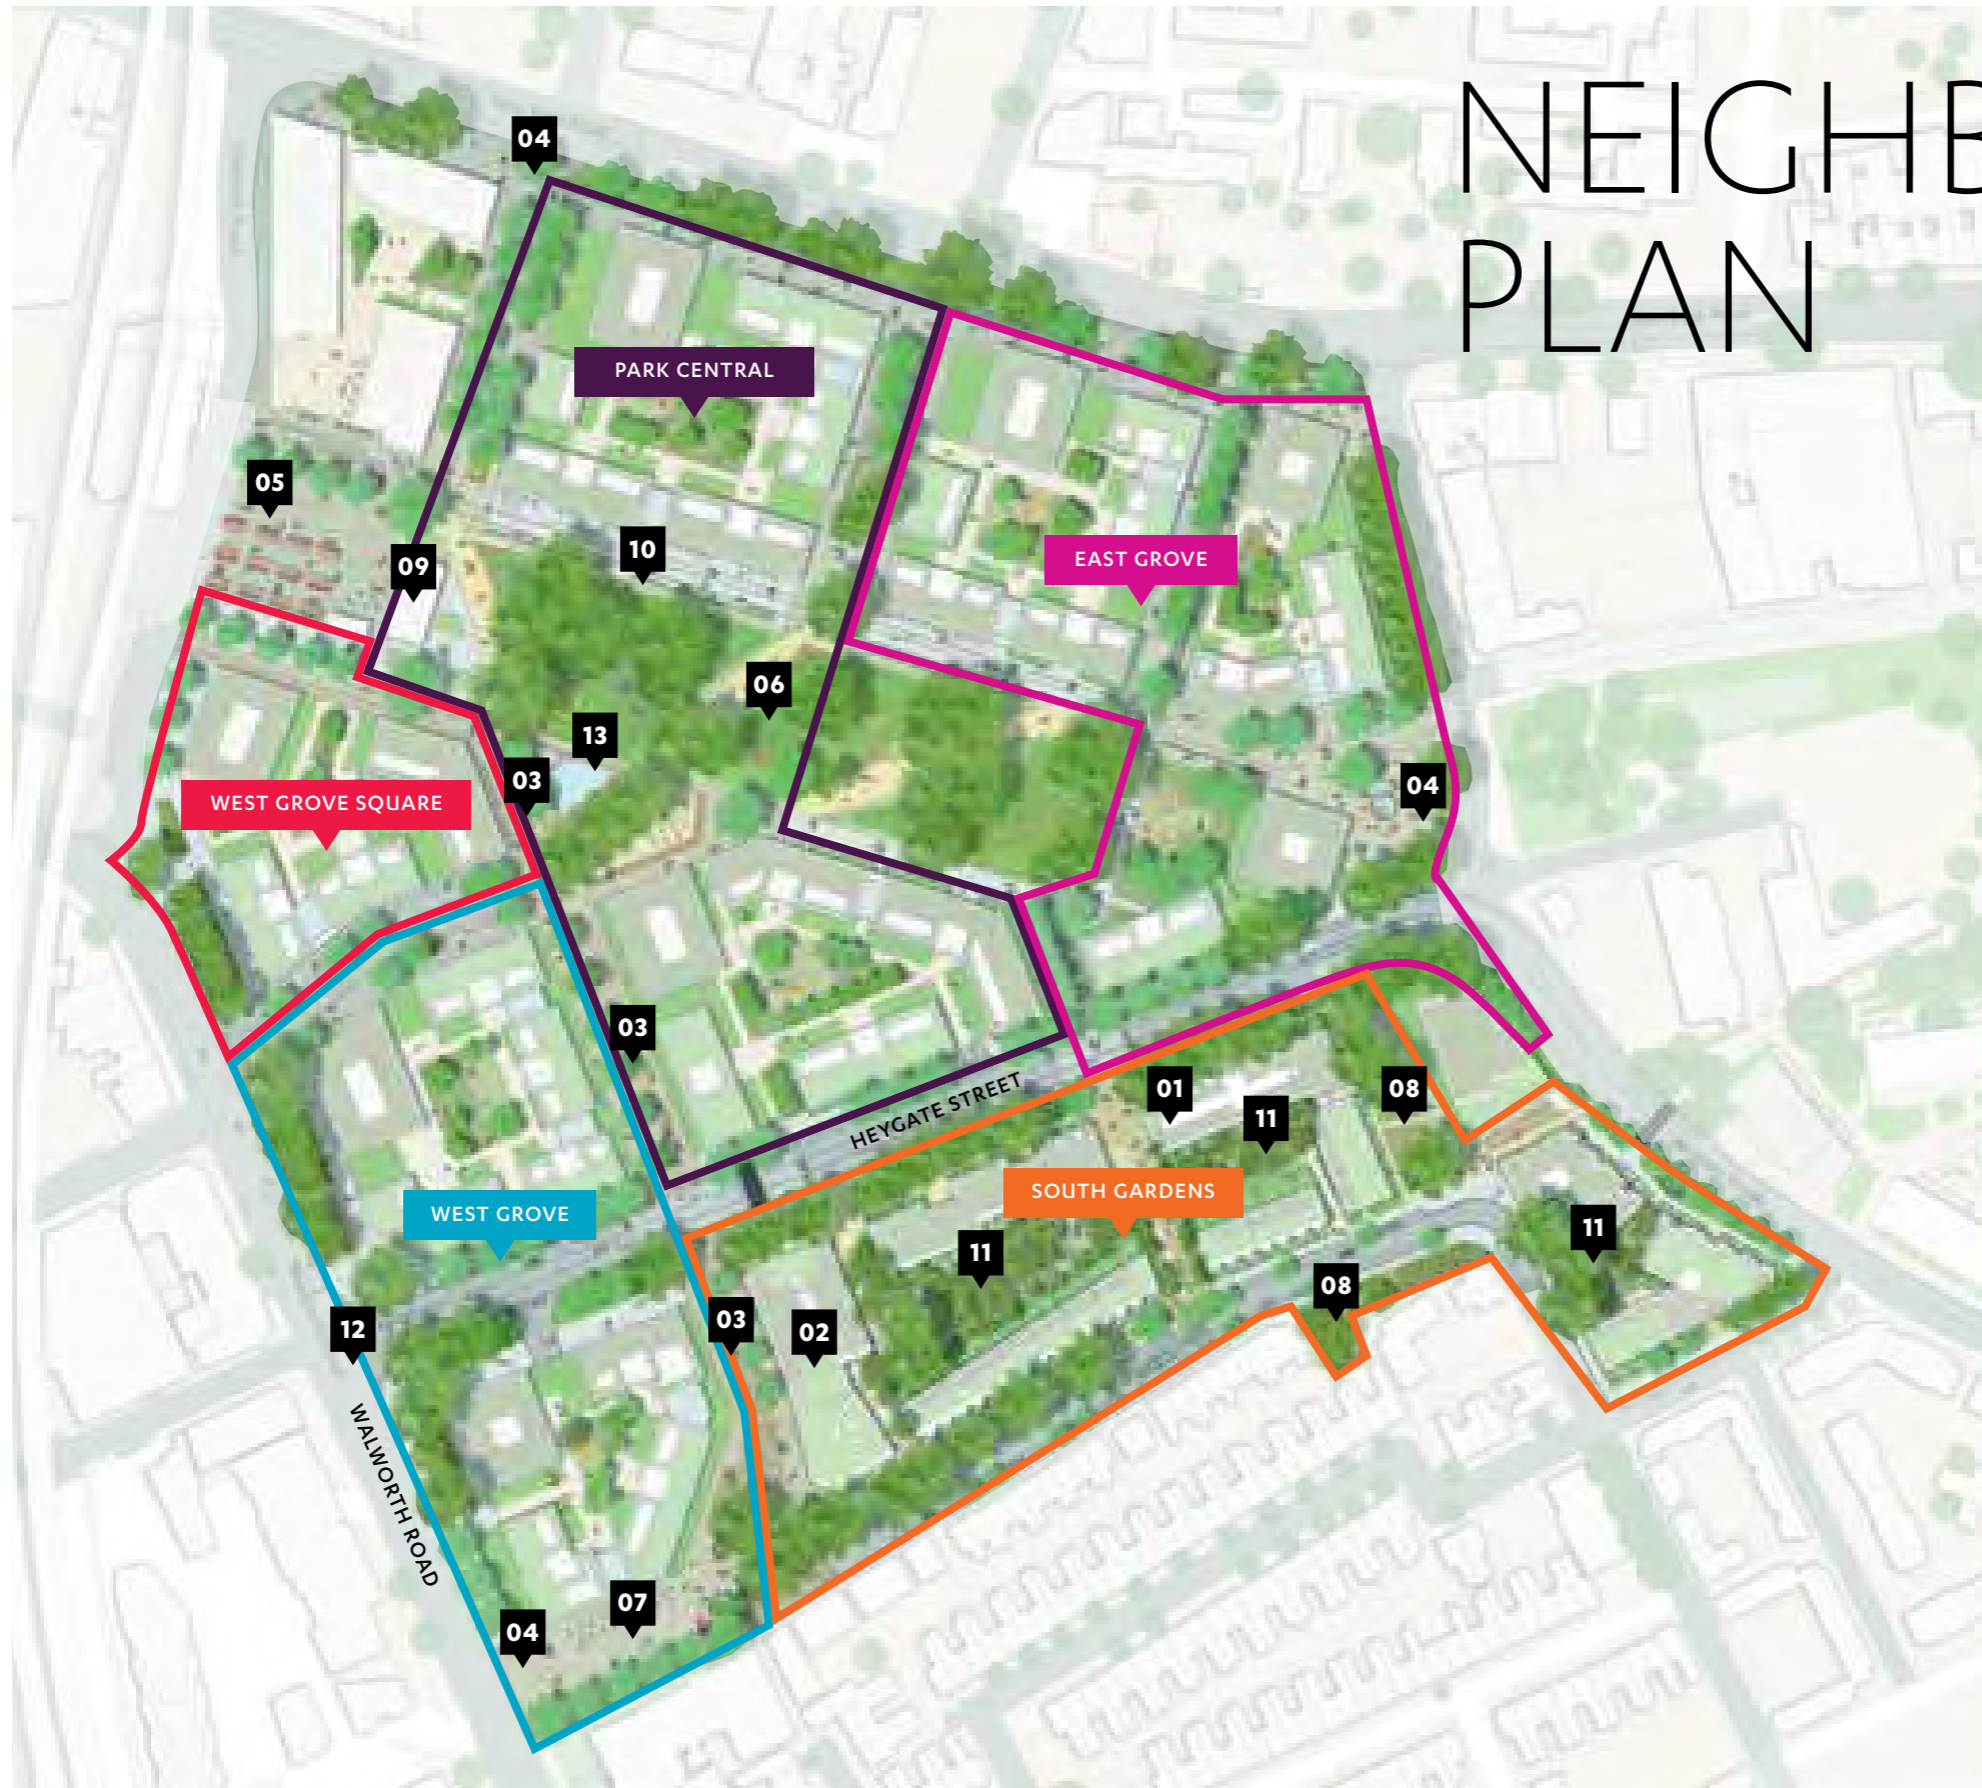 NEIGHB
PLAN
04
PARK CENTRAL
05
10
EAST GROVE
09
06
13
03
04
WEST GROVE SQUARE
03
01
08
11
HEYGATE STREET
SOUTH GARDENS
WEST GROVE
11
11
08
03
12
02
WALWORTH ROAD
07
04